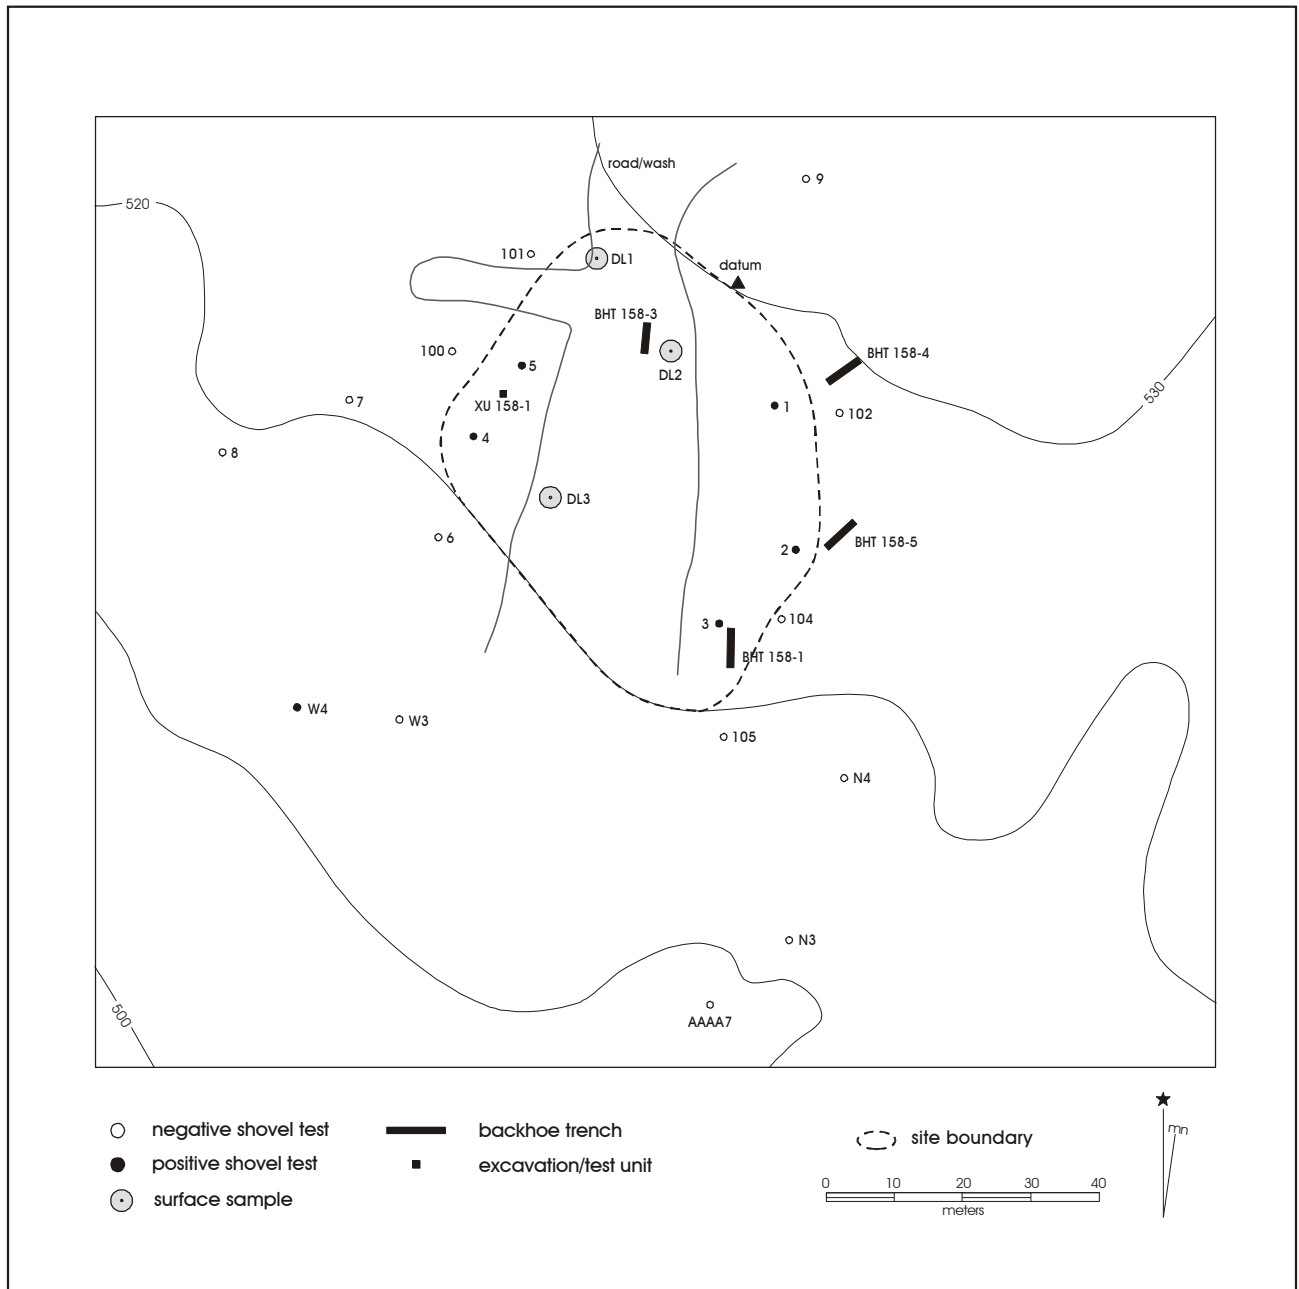 road/wash
9
520
101
DL1
datum
BHT 158-3
100
5
DL2
BHT 158-4
XU 158-1
7
1
102
530
4
8
DL3
6
2
BHT 158-5
3
104
BHT 158-1
W4
W3
105
N4
N3
500
AAAA7
negative shovel test
backhoe trench
site boundary
mn
positive shovel test
excavation/test unit
0 10 20 30 40
surface sample
meters